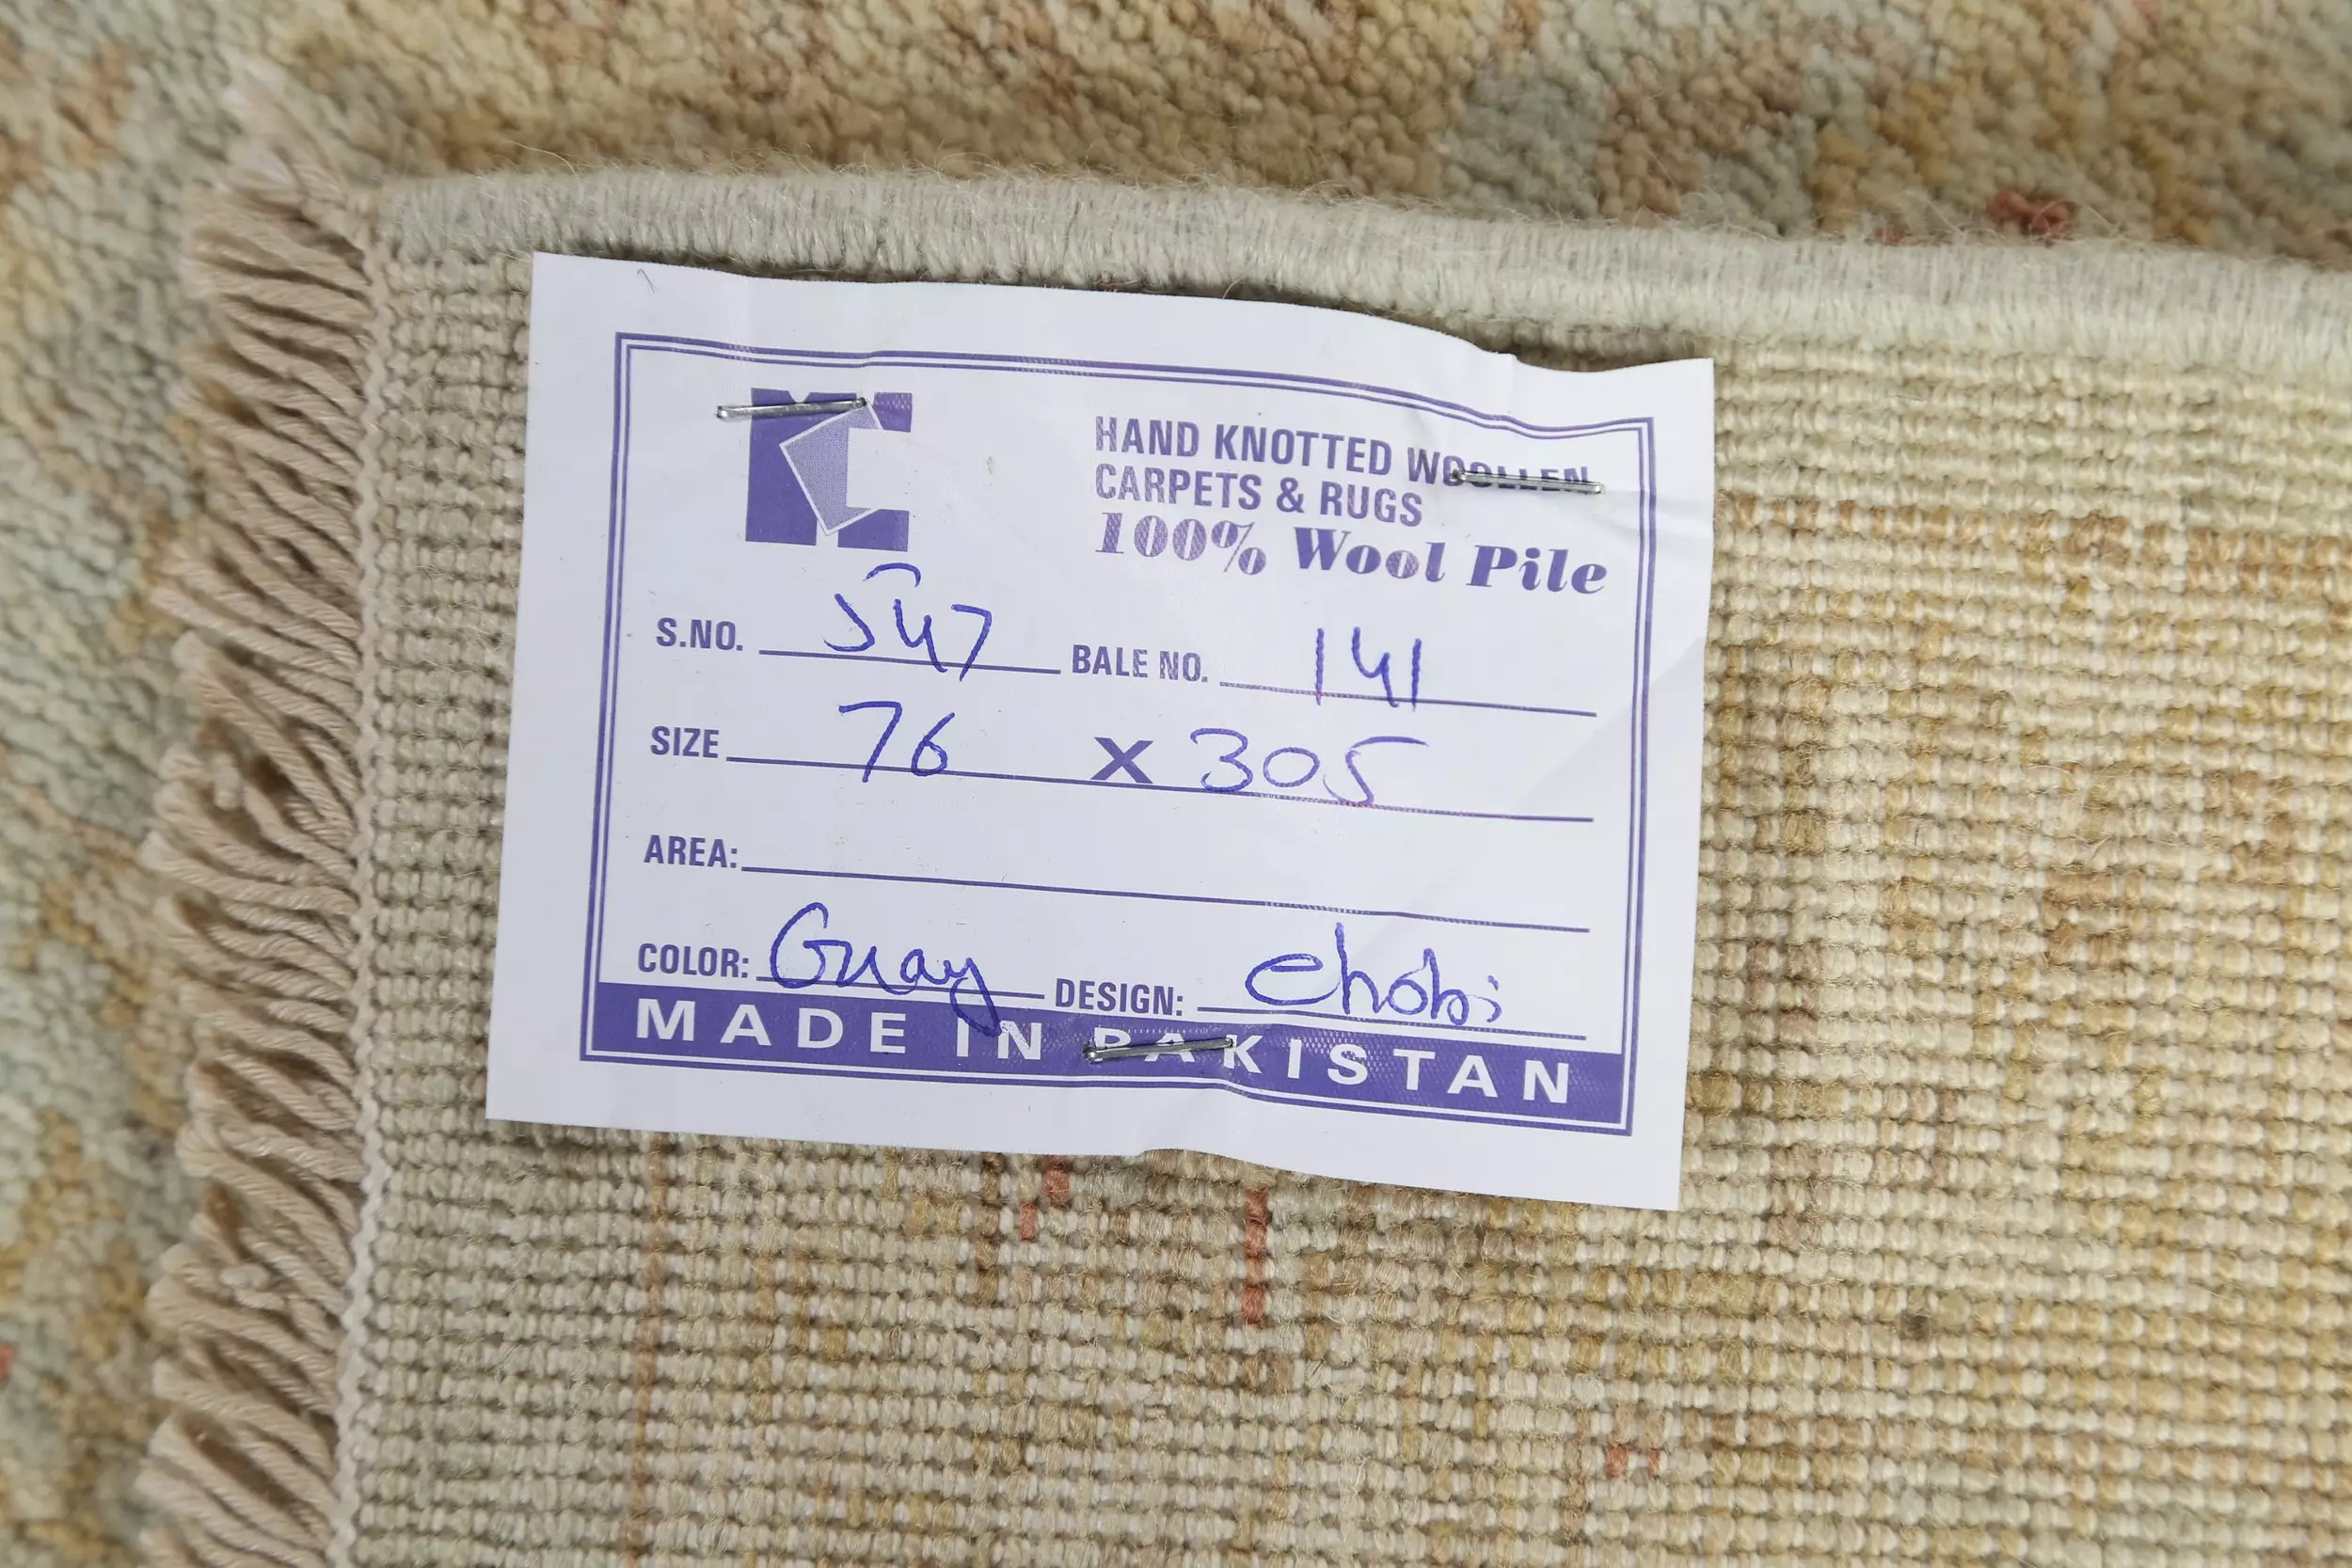 KC
HAND KNOTTED WOOLLEN
CARPETS & RUGS
100% Wool Pile
S.NO. 547 BALE NO. 141
SIZE 76 X 305
AREA:
COLOR: Gray DESIGN: chobi
MADE IN PAKISTAN